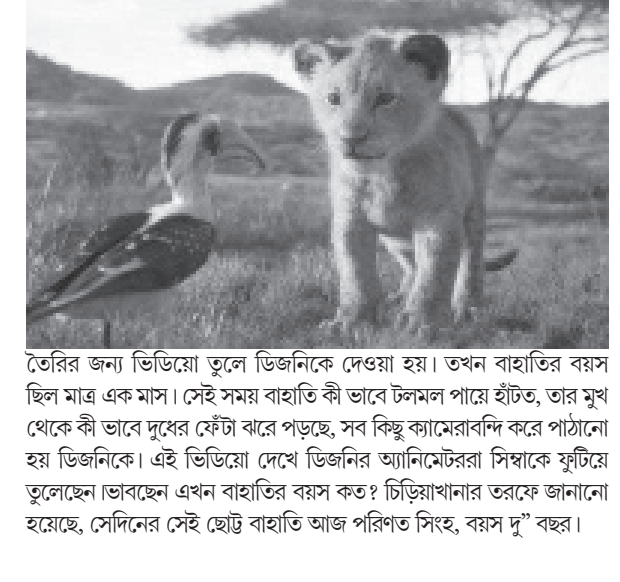 তৈরির জন্য ভিডিয়ো তুলে ডিজনিকে দেওয়া হয়। তখন বাহাতির বয়স
ছিল মাত্র এক মাস। সেই সময় বাহাতি কী ভাবে টলমল পায়ে হাঁটত, তার মুখ
থেকে কী ভাবে দুধের ফোঁটা ঝরে পড়ছে, সব কিছু ক্যামেরাবন্দি করে পাঠানো
হয় ডিজনিকে। এই ভিডিয়ো দেখে ডিজনির অ্যানিমেটররা সিম্বাকে ফুটিয়ে
তুলেছেন।ভাবছেন এখন বাহাতির বয়স কত? চিড়িয়াখানার তরফে জানানো
হয়েছে, সেদিনের সেই ছোট্ট বাহাতি আজ পরিণত সিংহ, বয়স দু” বছর।